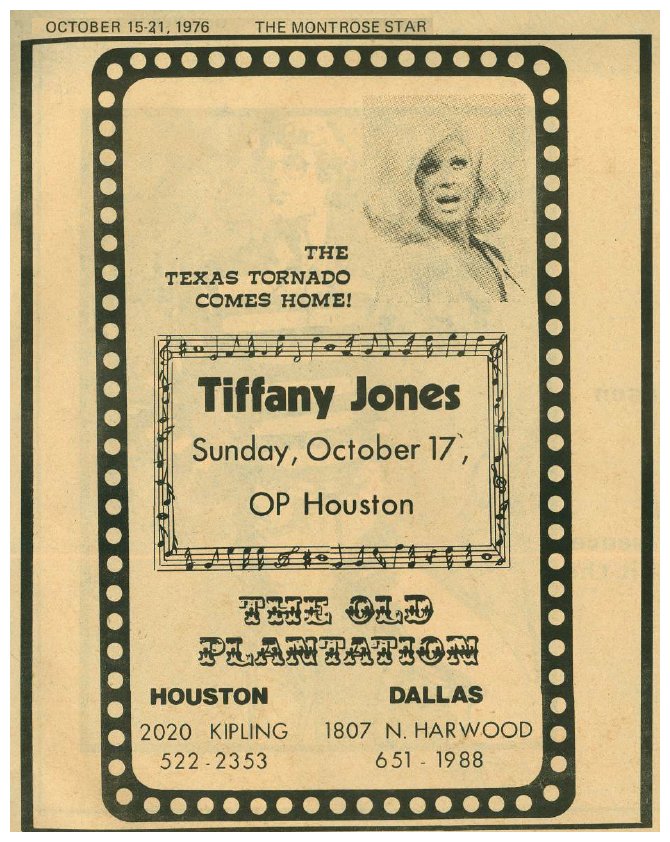 OCTOBER 15-21, 1976 THE MONTROSE STAR
THE
TEXAS TORNADO
COMES HOME!
Tiffany Jones
Sunday, October 17,
OP Houston
THE OLD
PLANTATION
HOUSTON DALLAS
2020 KIPLING 1807 N. HARWOOD
522-2353 651-1988